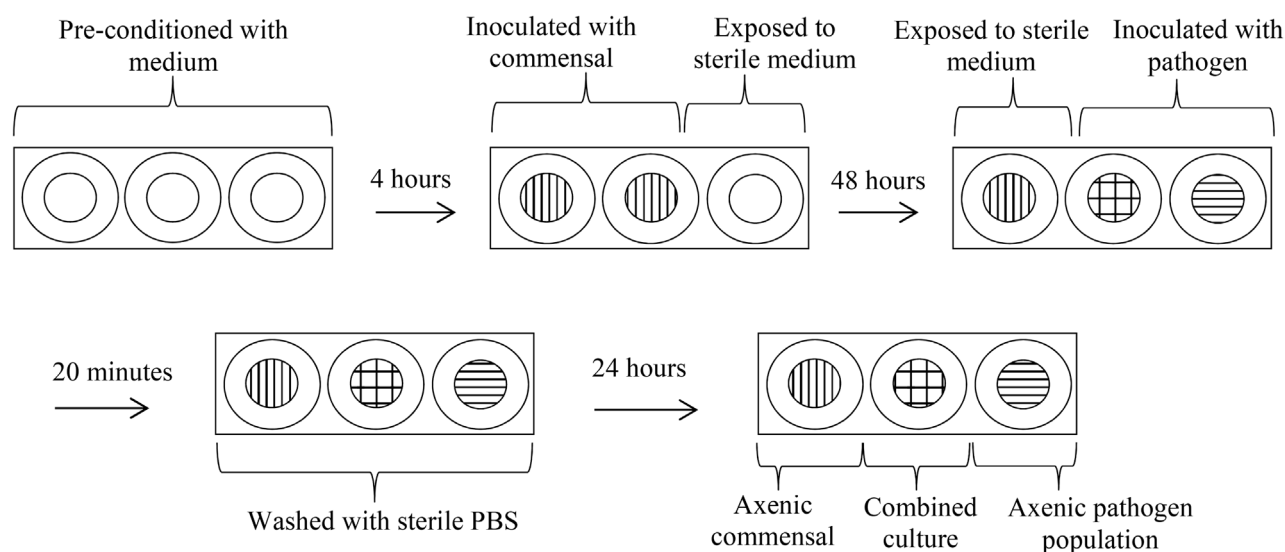 Pre-conditioned with
medium
4 hours
Inoculated with
commensal
Exposed to
sterile medium
48 hours
Exposed to sterile
medium
Inoculated with
pathogen
20 minutes
Washed with sterile PBS
24 hours
Axenic
commensal
Combined
culture
Axenic pathogen
population